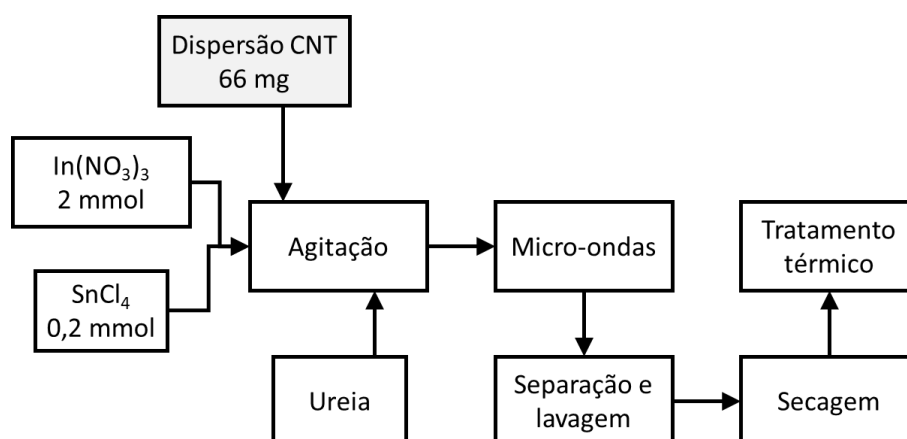 Dispersão CNT
66 mg
In(NO₃)₃
2 mmol
SnCl₄
0,2 mmol
Agitação
Ureia
Micro-ondas
Separação e
lavagem
Secagem
Tratamento
térmico